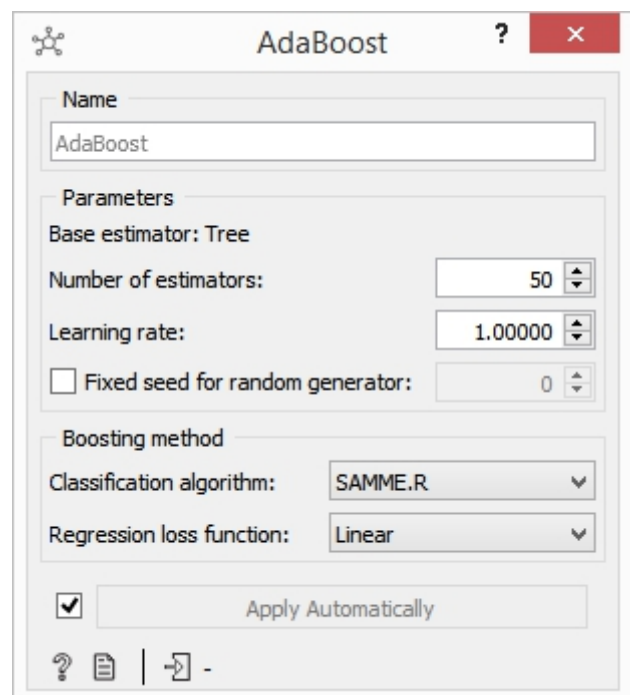 AdaBoost ? ×
Name
AdaBoost
Parameters
Base estimator: Tree
Number of estimators: 50
Learning rate: 1.00000
Fixed seed for random generator: 0
Boosting method
Classification algorithm: SAMME.R
Regression loss function: Linear
Apply Automatically
? | -